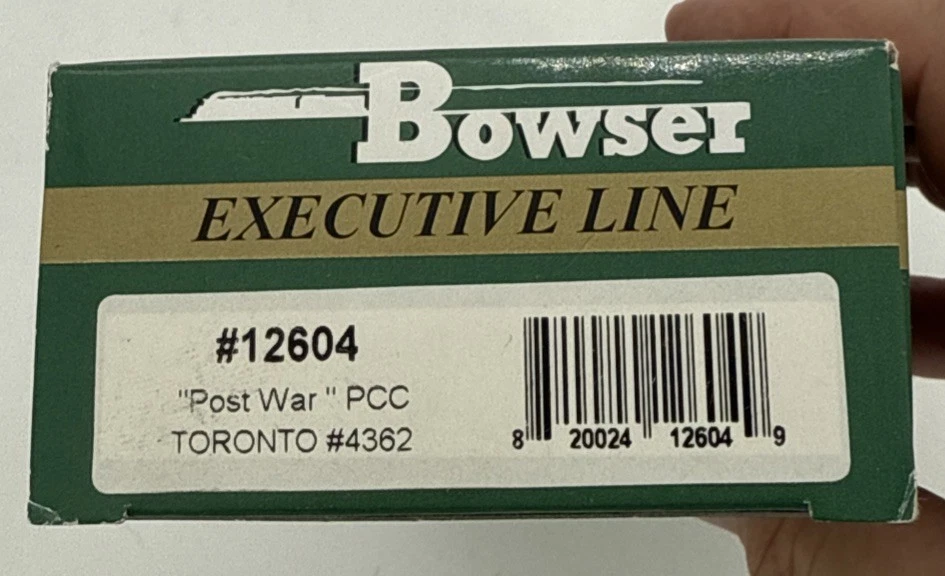 Bowser
EXECUTIVE LINE
#12604
"Post War " PCC
TORONTO #4362
8 20024 12604 9